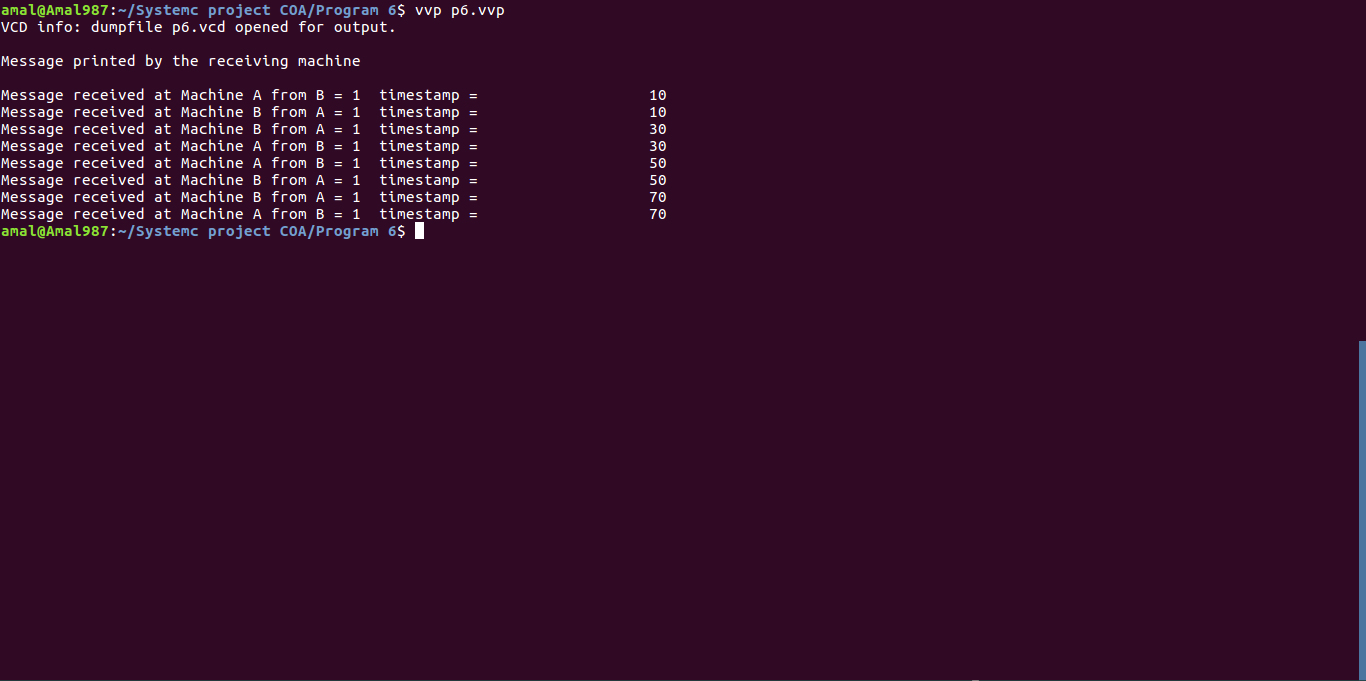 amal@Amal987:~/Systemc project COA/Program 6$ vvp p6.vvp
VCD info: dumpfile p6.vcd opened for output.
Message printed by the receiving machine
Message received at Machine A from B = 1  timestamp =                   10
Message received at Machine B from A = 1  timestamp =                   10
Message received at Machine B from A = 1  timestamp =                   30
Message received at Machine A from B = 1  timestamp =                   30
Message received at Machine A from B = 1  timestamp =                   50
Message received at Machine B from A = 1  timestamp =                   50
Message received at Machine B from A = 1  timestamp =                   70
Message received at Machine A from B = 1  timestamp =                   70
amal@Amal987:~/Systemc project COA/Program 6$